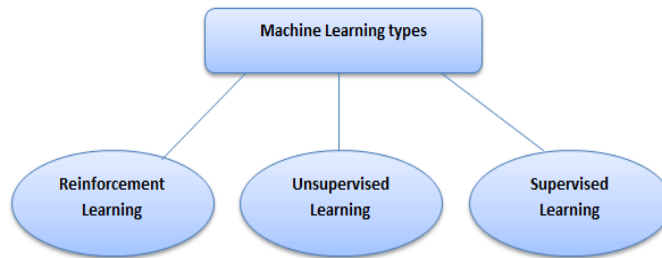 Machine Learning types
Reinforcement
Learning
Unsupervised
Learning
Supervised
Learning